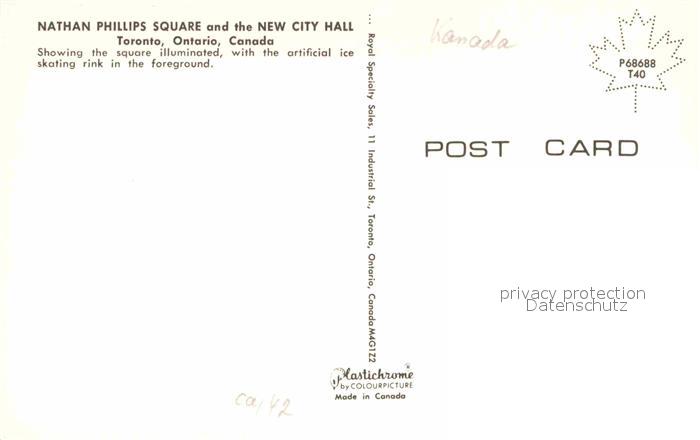 NATHAN PHILLIPS SQUARE and the NEW CITY HALL
Toronto, Ontario, Canada
Showing the square illuminated, with the artificial ice
skating rink in the foreground.
... Royal Specialty Sales, 11 Industrial St., Toronto, Ontario, Canada M4G1Z2
Kanada
P68688
T40
POST CARD
privacy protection
Datenschutz
Plastichrome
by COLOURPICTURE
Made in Canada